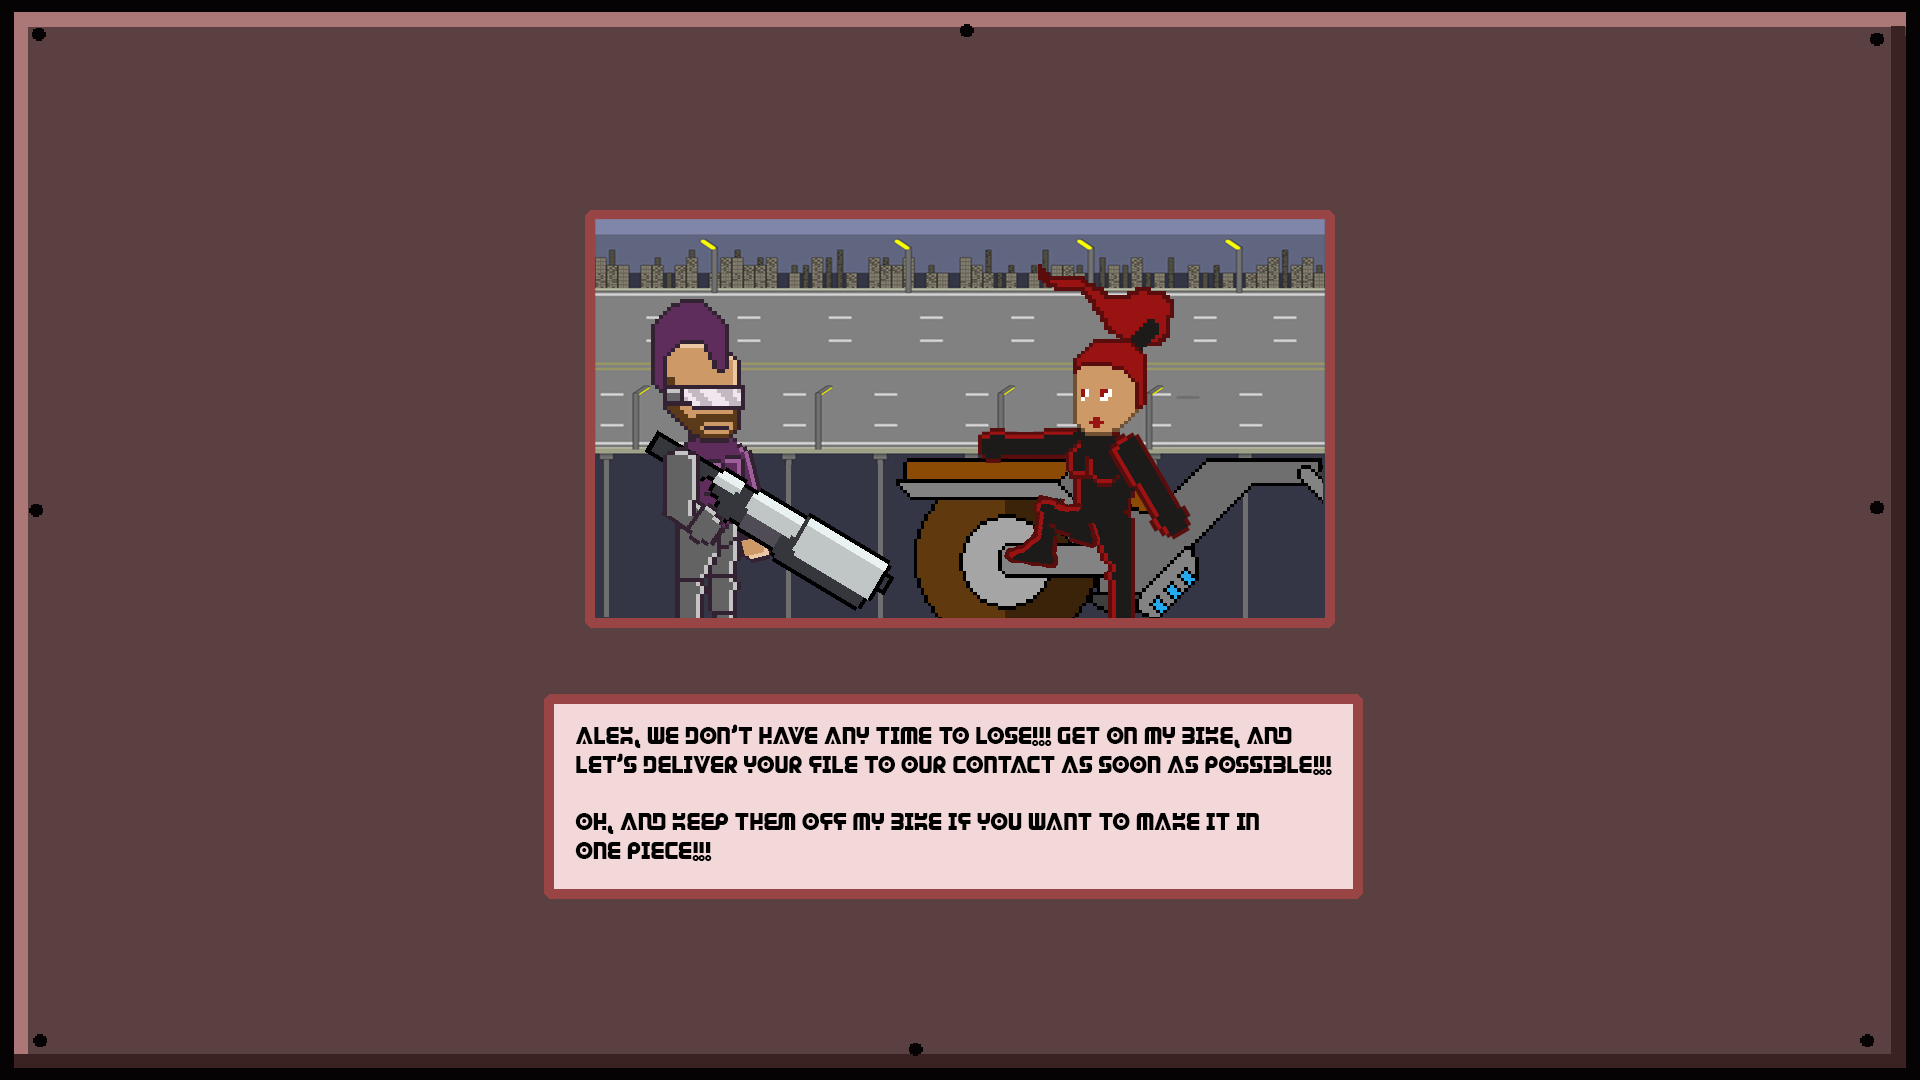 ALEX, WE DON'T HAVE ANY TIME TO LOSE!!! GET ON MY BIKE, AND
LET'S DELIVER YOUR FILE TO OUR CONTACT AS SOON AS POSSIBLE!!!
OH, AND KEEP THEM OFF MY BIKE IF YOU WANT TO MAKE IT IN
ONE PIECE!!!